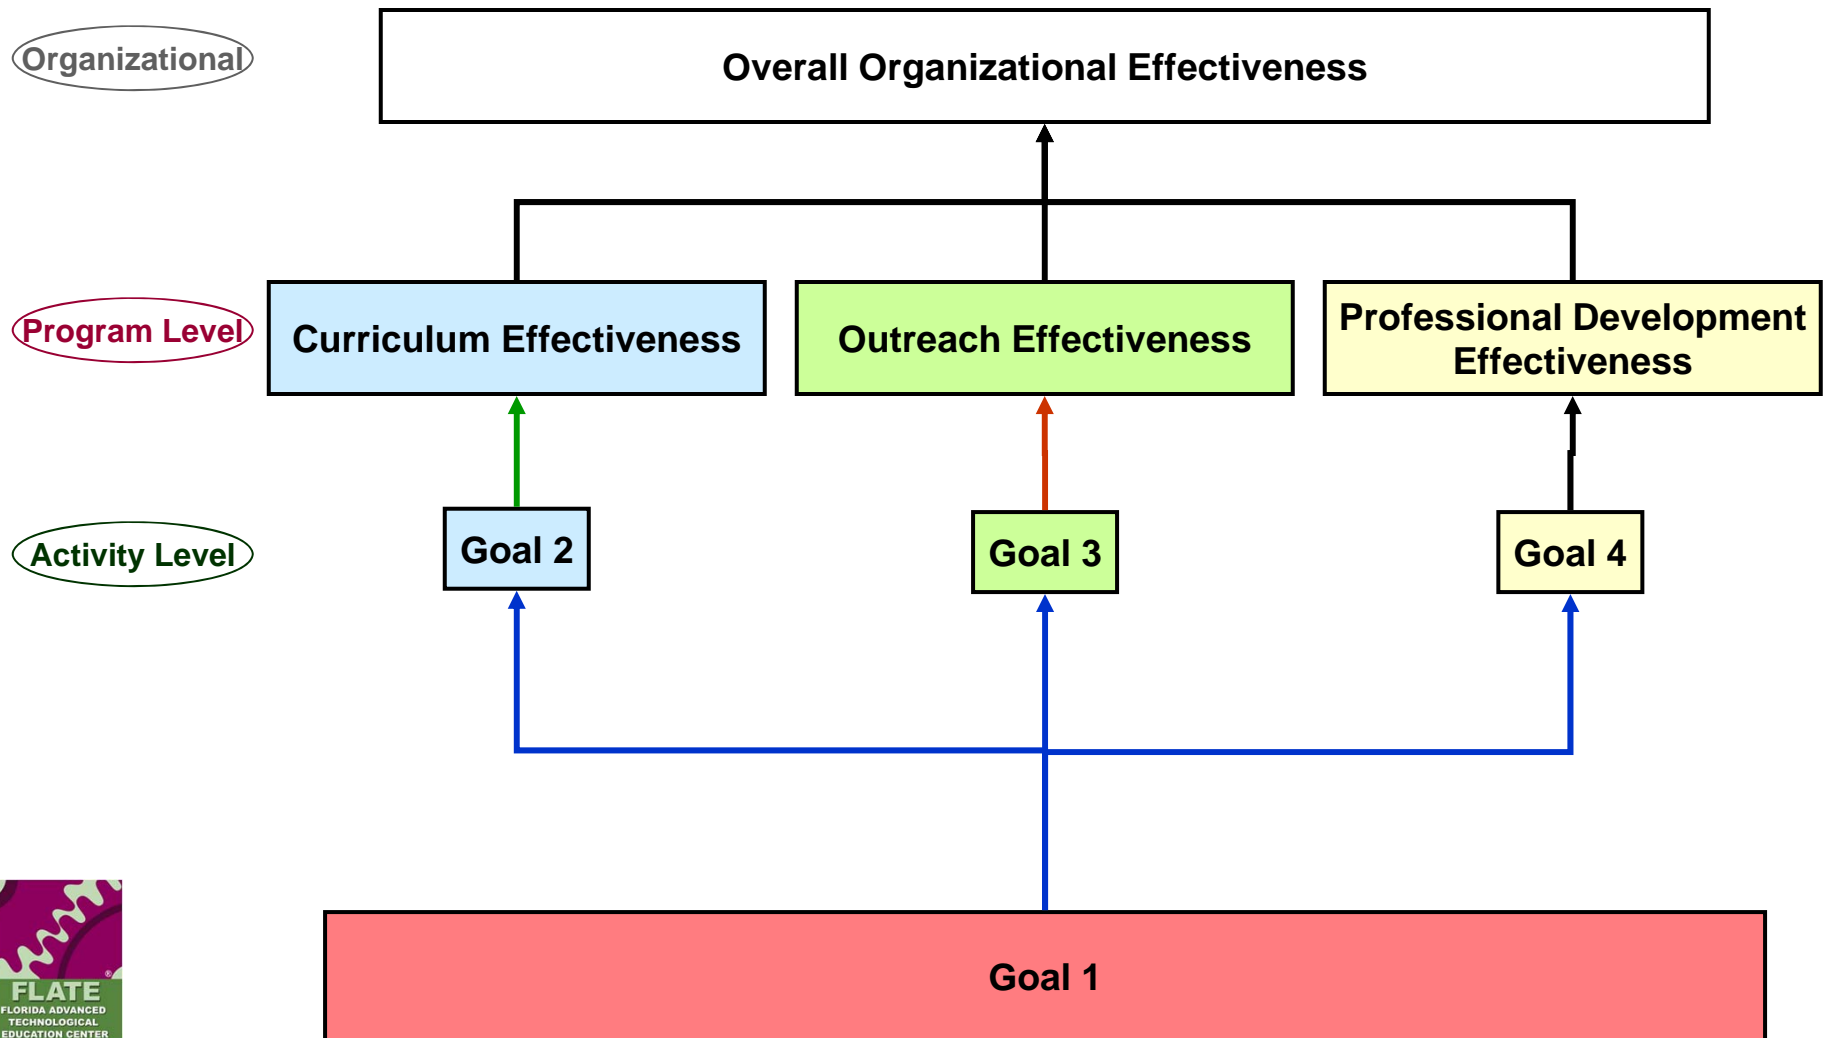 Organizational
Overall Organizational Effectiveness
Program Level
Curriculum Effectiveness
Outreach Effectiveness
Professional Development
Effectiveness
Activity Level
Goal 2
Goal 3
Goal 4
Goal 1
®
FLATE
FLORIDA ADVANCED
TECHNOLOGICAL
EDUCATION CENTER